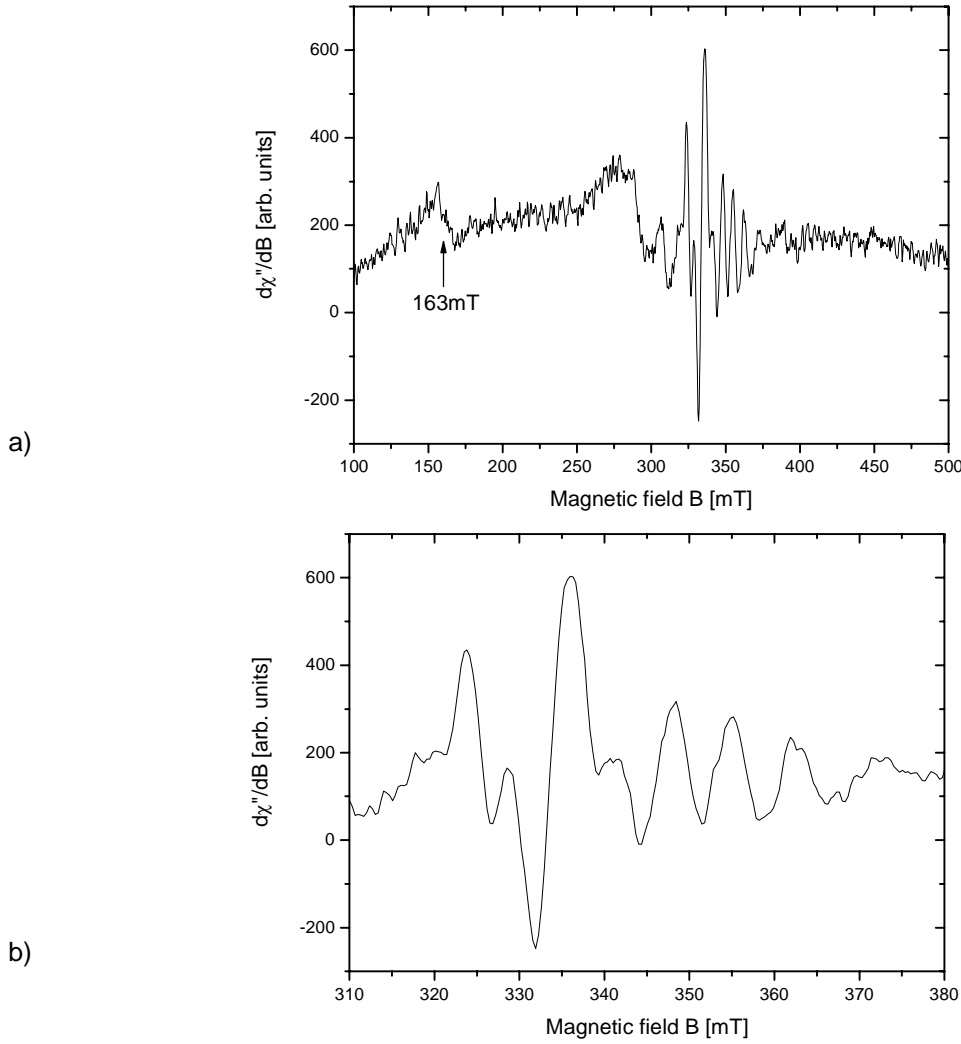 600
400
200
0
-200
dχ"/dB [arb. units]
163mT
100 150 200 250 300 350 400 450 500
Magnetic field B [mT]
a)
600
400
200
0
-200
dχ"/dB [arb. units]
310 320 330 340 350 360 370 380
Magnetic field B [mT]
b)